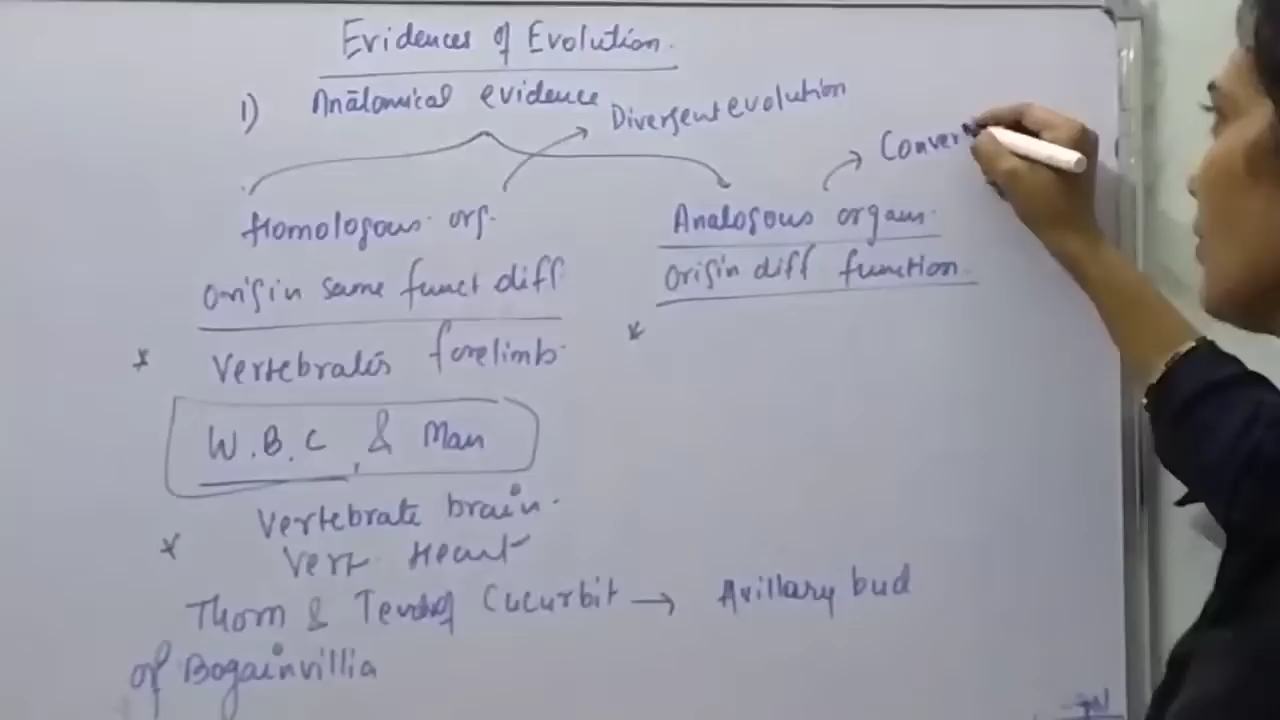 Evidences of Evolution.
1) Anatomical evidence
Divergent evolution
Conver
Homologous. org.
Analogous organs.
origin same funct diff
origin diff function.
* Vertebrates forelimb.
*
W.B.C, & Man
* Vertebrate brain.
Vert. Heart
Thorn & Tendril Cucurbit → Axillary bud
of Bogainvillia